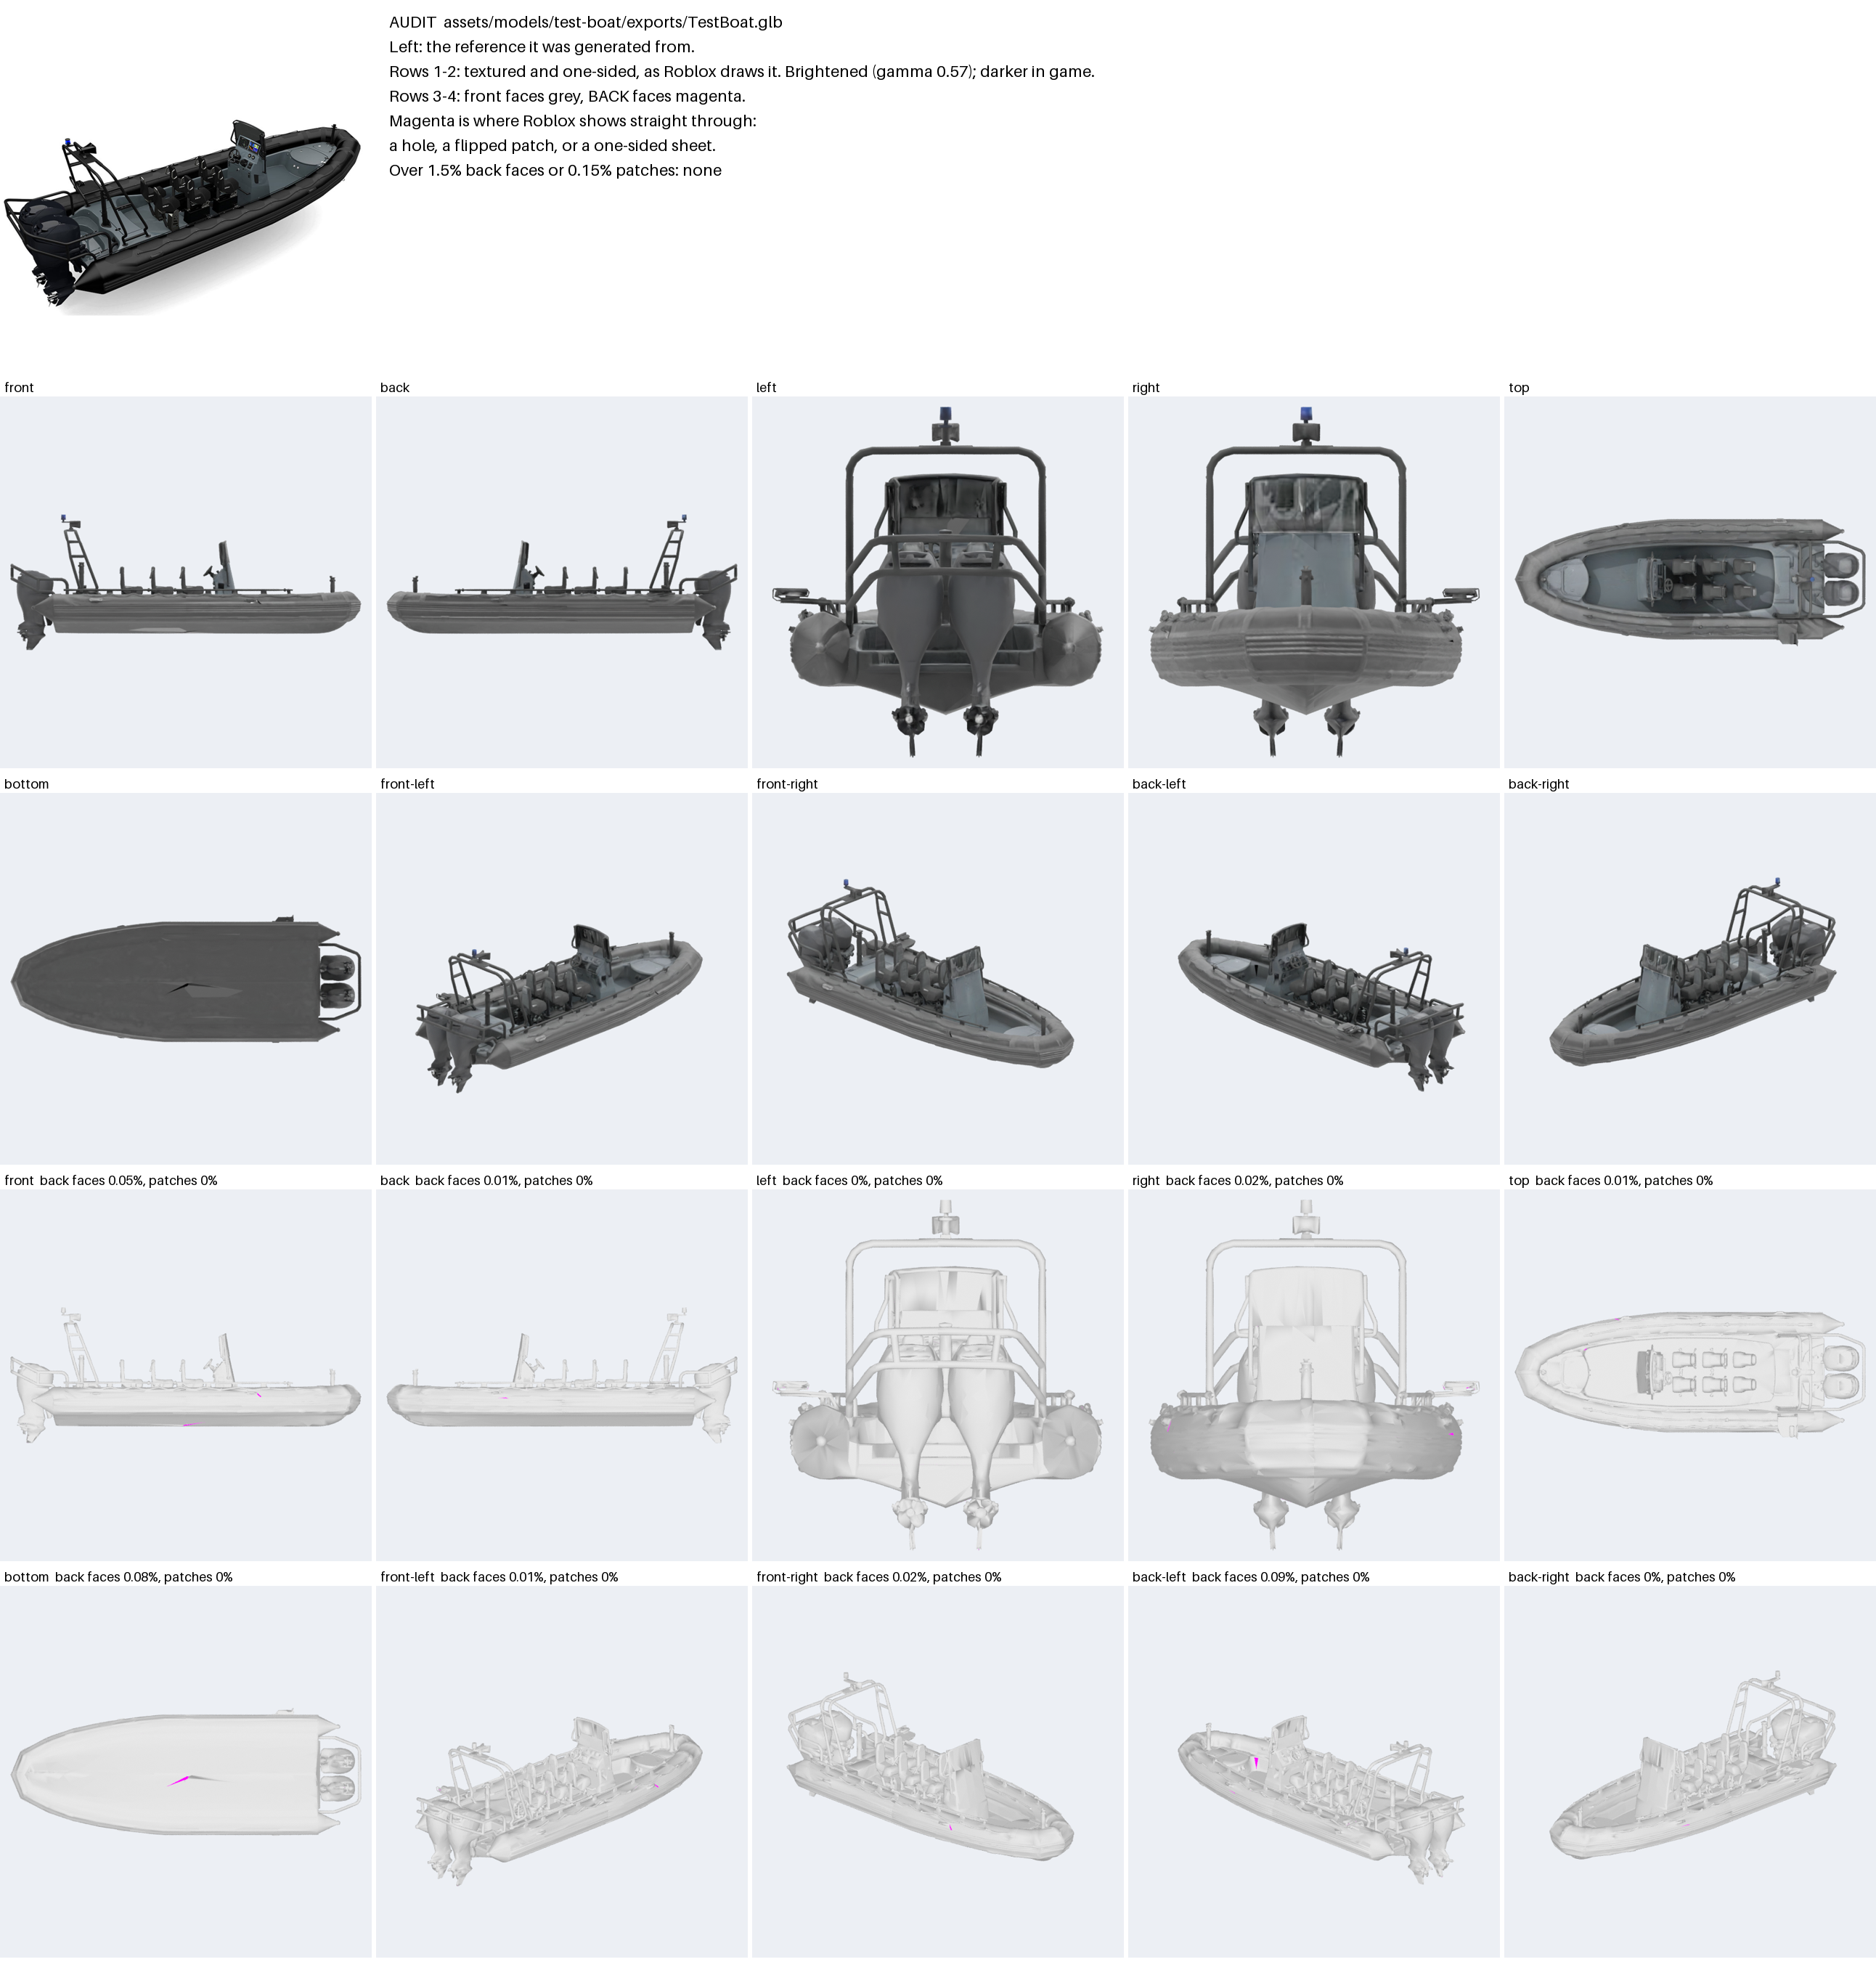 AUDIT assets/models/test-boat/exports/TestBoat.glb
Left: the reference it was generated from.
Rows 1-2: textured and one-sided, as Roblox draws it. Brightened (gamma 0.57); darker in game.
Rows 3-4: front faces grey, BACK faces magenta.
Magenta is where Roblox shows straight through:
a hole, a flipped patch, or a one-sided sheet.
Over 1.5% back faces or 0.15% patches: none
front
back
left
right
top
bottom
front-left
front-right
back-left
back-right
front back faces 0.05%, patches 0%
back back faces 0.01%, patches 0%
left back faces 0%, patches 0%
right back faces 0.02%, patches 0%
top back faces 0.01%, patches 0%
bottom back faces 0.08%, patches 0%
front-left back faces 0.01%, patches 0%
front-right back faces 0.02%, patches 0%
back-left back faces 0.09%, patches 0%
back-right back faces 0%, patches 0%